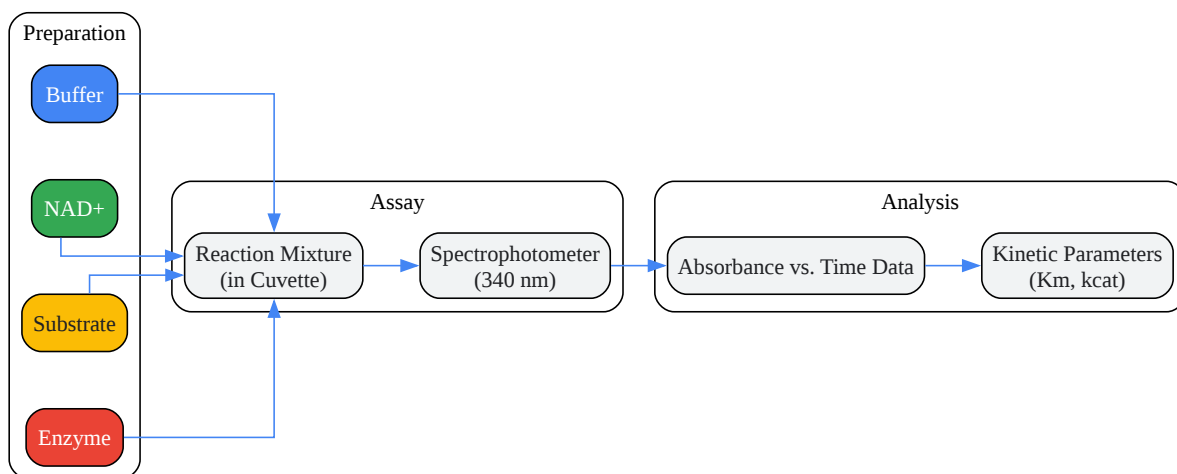 Preparation
Buffer
NAD+
Substrate
Enzyme
Assay
Reaction Mixture
(in Cuvette)
Spectrophotometer
(340 nm)
Analysis
Absorbance vs. Time Data
Kinetic Parameters
(Km, kcat)